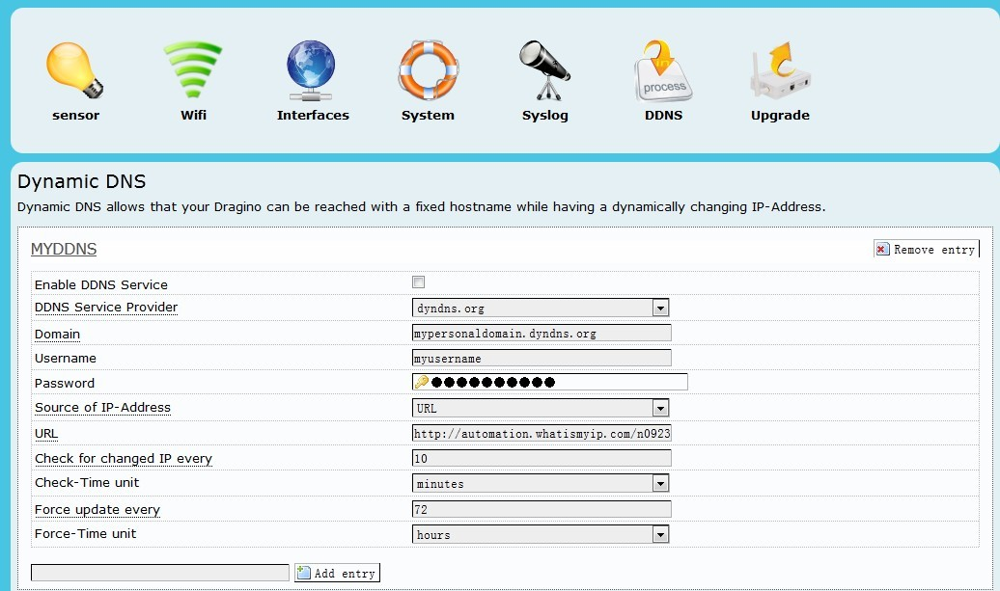 process
sensor Wifi Interfaces System Syslog DDNS Upgrade
Dynamic DNS
Dynamic DNS allows that your Dragino can be reached with a fixed hostname while having a dynamically changing IP-Address.
MYDDNS Remove entry
Enable DDNS Service
DDNS Service Provider dyndns.org
Domain mypersonaldomain.dyndns.org
Username myusername
Password ●●●●●●●●●●
Source of IP-Address URL
URL http://automation.whatismyip.com/n0923
Check for changed IP every 10
Check-Time unit minutes
Force update every 72
Force-Time unit hours
Add entry